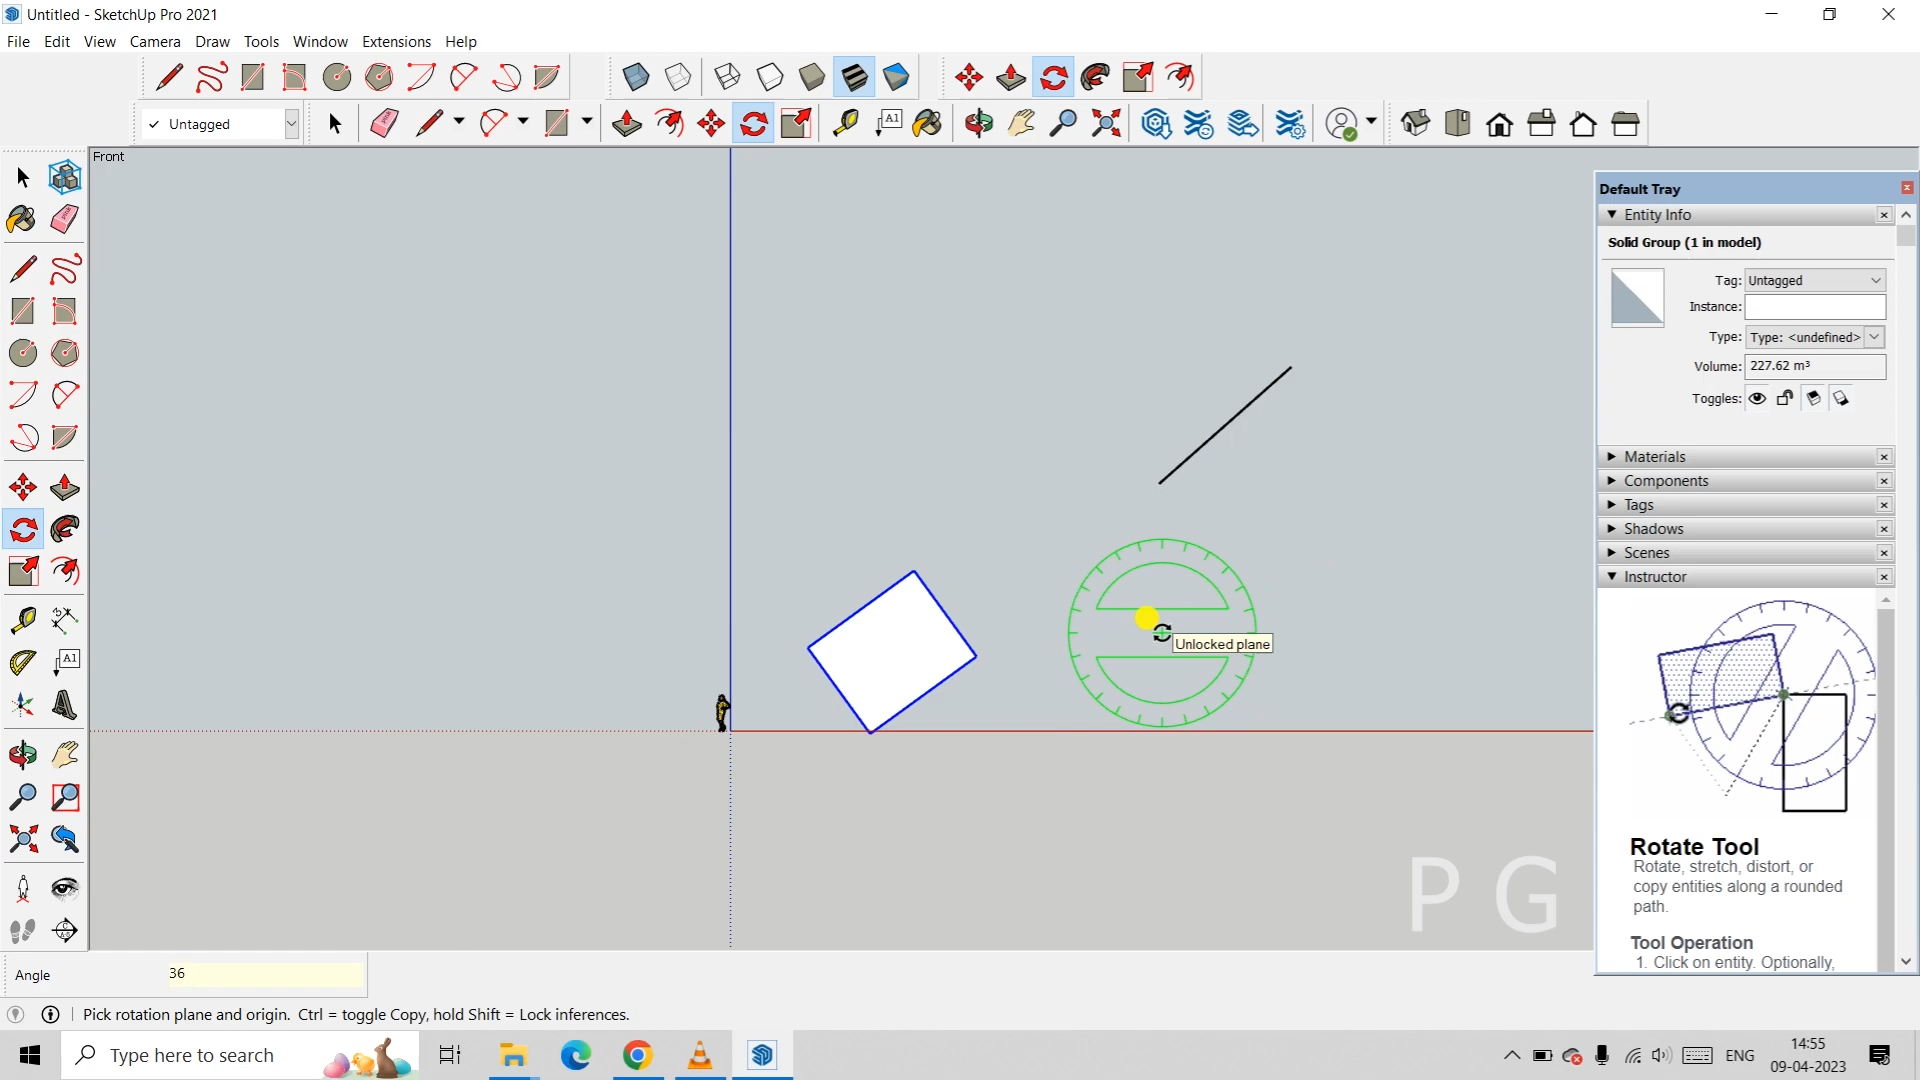 Untitled - SketchUp Pro 2021
File Edit View Camera Draw Tools Window Extensions Help
✓ Untagged
Front
Default Tray
Entity Info
Solid Group (1 in model)
Tag: Untagged
Instance:
Type: Type: <undefined>
Volume: 227.62 m³
Toggles:
Materials
Components
Tags
Shadows
Scenes
Instructor
Unlocked plane
Rotate Tool
Rotate, stretch, distort, or
copy entities along a rounded
path.
Tool Operation
1. Click on entity. Optionally,
P G
Angle 36
Pick rotation plane and origin. Ctrl = toggle Copy, hold Shift = Lock inferences.
Type here to search
ENG
14:55
09-04-2023